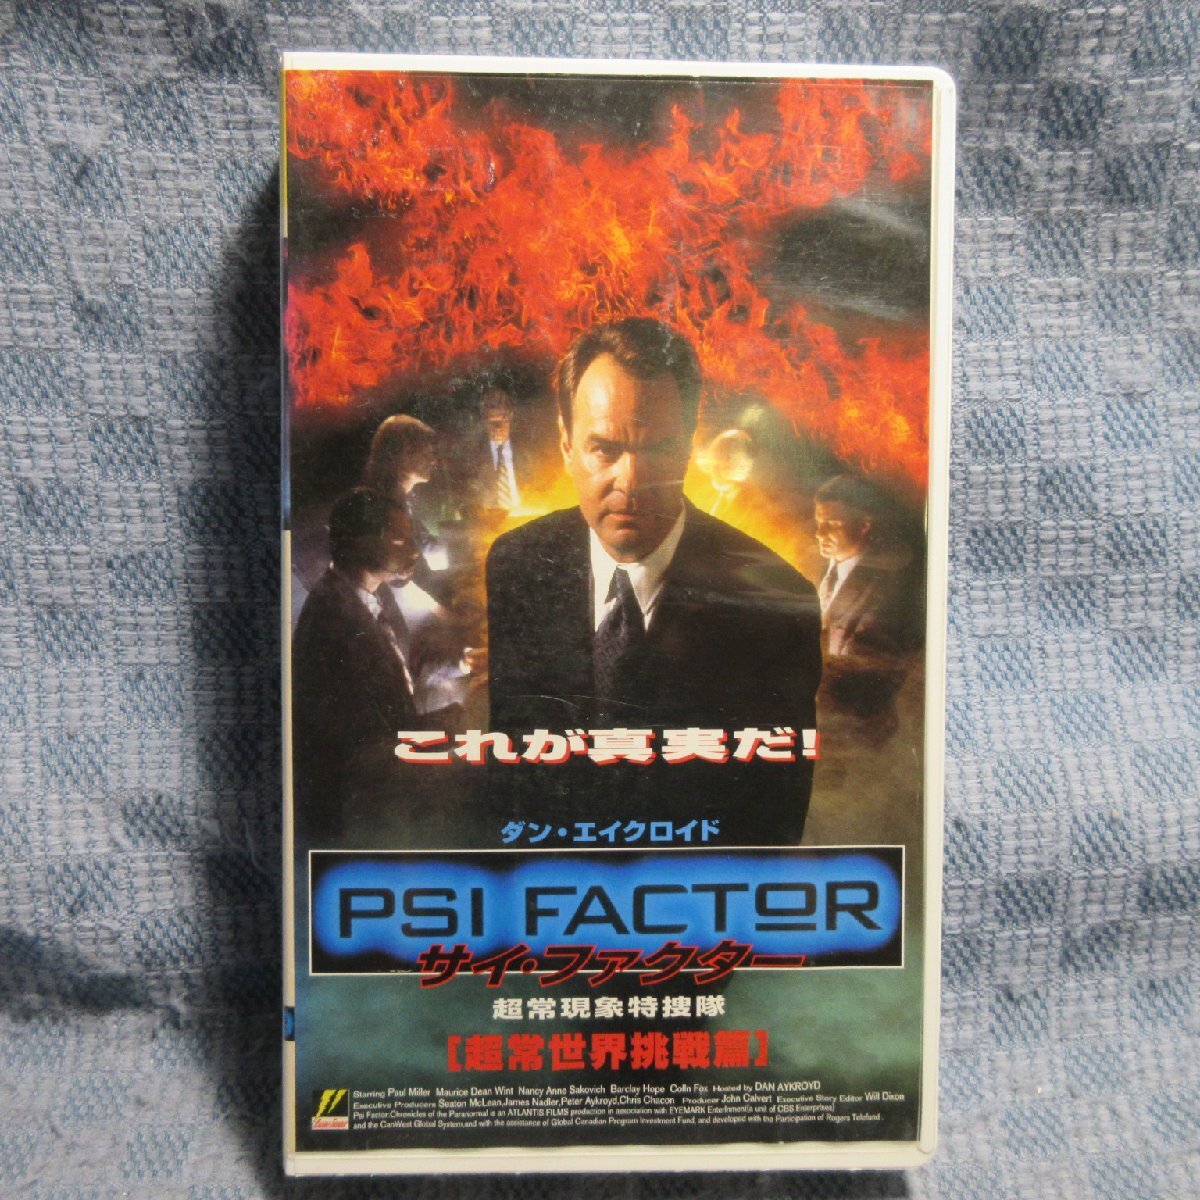 これが真実だ!
ダン・エイクロイド
PSI FACTOR
サイ・ファクター
超常現象特捜隊
[超常世界挑戦篇]
Starring Paul Miller Maurice Dean Wint Nancy Anne Sakovich Barclay Hope Colin Fox Hosted by DAN AYKROYD
Executive Producers Seaton McLean,James Nadler,Peter Aykroyd,Chris Chacon Producer John Calvert Executive Story Editor Will Dixon
Psi Factor:Chronicles of the Paranormal is an ATLANTIS FILMS production in association with EYEMARK Enterinment(a unit of CBS Enterprises)
and the CanWest Global System,and with the assistance of Global Canadian Program Investment Fund, and developed with the Participation of Rogers Telefund.